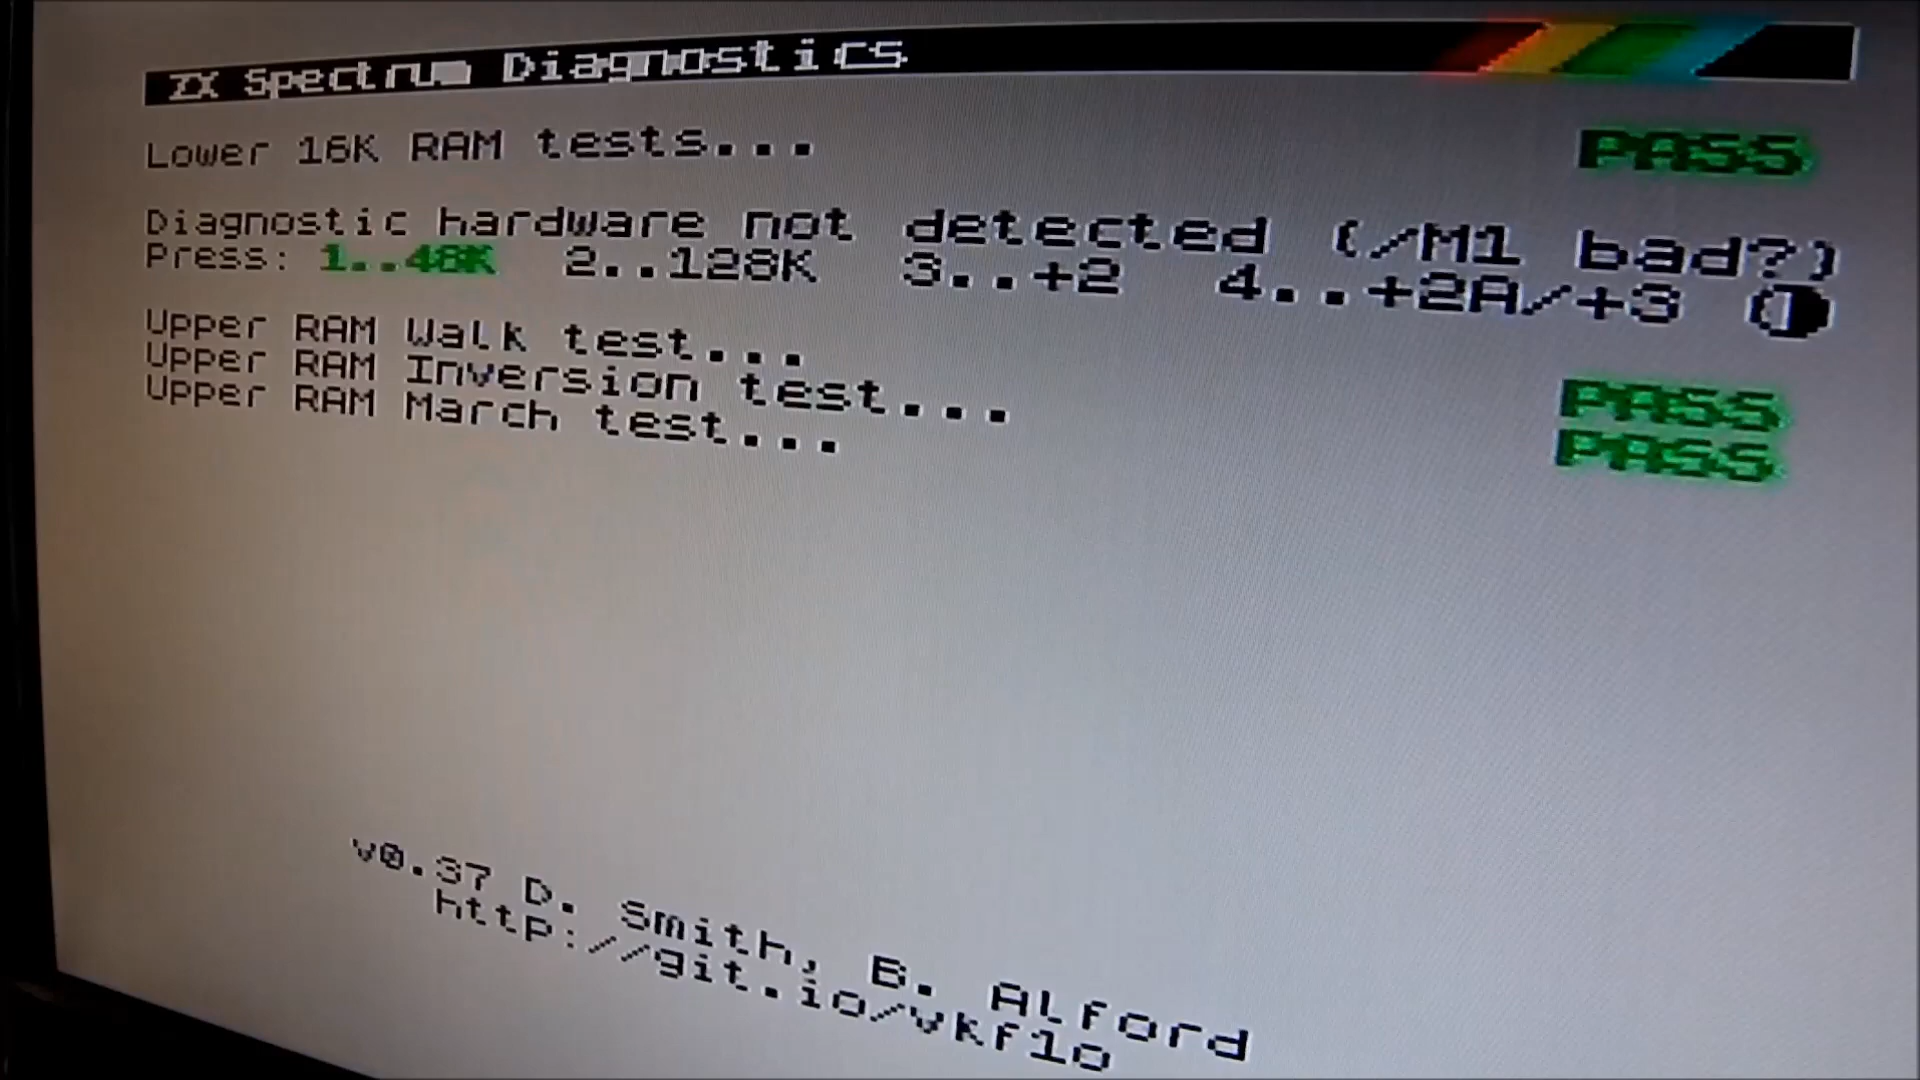 ZX Spectrum Diagnostics
Lower 16K RAM tests... PASS
Diagnostic hardware not detected (/M1 bad?)
Press: 1..48K 2..128K 3..+2 4..+2A/+3
Upper RAM Walk test... PASS
Upper RAM Inversion test... PASS
Upper RAM March test...
v0.37 D. Smith, B. Alford
http://git.io/vkf1o